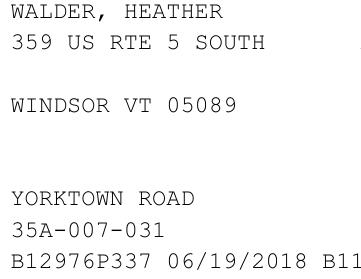 WALDER, HEATHER
359 US RTE 5 SOUTH
WINDSOR VT 05089
YORKTOWN ROAD
35A-007-031
B12976P337 06/19/2018 B11